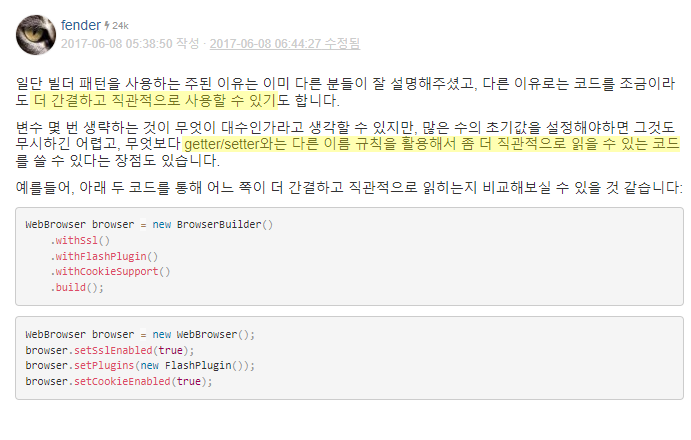 fender ⚡ 24k
2017-06-08 05:38:50 작성 · 2017-06-08 06:44:27 수정됨
일단 빌더 패턴을 사용하는 주된 이유는 이미 다른 분들이 잘 설명해주셨고, 다른 이유로는 코드를 조금이라
도 더 간결하고 직관적으로 사용할 수 있기도 합니다.
변수 몇 번 생략하는 것이 무엇이 대수인가라고 생각할 수 있지만, 많은 수의 초기값을 설정해야하면 그것도
무시하긴 어렵고, 무엇보다 getter/setter와는 다른 이름 규칙을 활용해서 좀 더 직관적으로 읽을 수 있는 코드
를 쓸 수 있다는 장점도 있습니다.
예를들어, 아래 두 코드를 통해 어느 쪽이 더 간결하고 직관적으로 읽히는지 비교해보실 수 있을 것 같습니다:
WebBrowser browser = new BrowserBuilder()
    .withSsl()
    .withFlashPlugin()
    .withCookieSupport()
    .build();
WebBrowser browser = new WebBrowser();
browser.setSslEnabled(true);
browser.setPlugins(new FlashPlugin());
browser.setCookieEnabled(true);